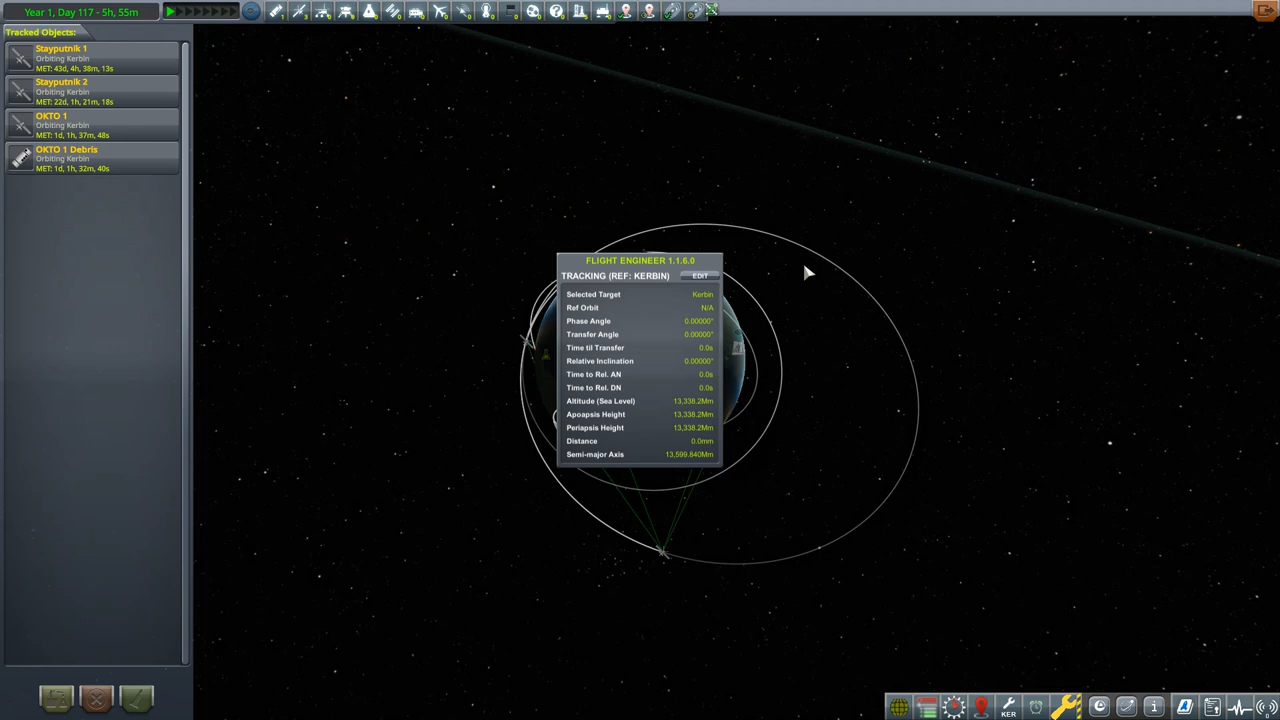 Year 1, Day 117 - 5h, 55m
Tracked Objects:
Stayputnik 1
Orbiting Kerbin
MET: 43d, 4h, 38m, 13s
Stayputnik 2
Orbiting Kerbin
MET: 22d, 1h, 21m, 18s
OKTO 1
Orbiting Kerbin
MET: 1d, 1h, 37m, 48s
OKTO 1 Debris
Orbiting Kerbin
MET: 1d, 1h, 32m, 40s
FLIGHT ENGINEER 1.1.6.0
TRACKING (REF: KERBIN) EDIT
Selected Target Kerbin
Ref Orbit N/A
Phase Angle 0.00000°
Transfer Angle 0.00000°
Time til Transfer 0.0s
Relative Inclination 0.00000°
Time to Rel. AN 0.0s
Time to Rel. DN 0.0s
Altitude (Sea Level) 13,338.2Mm
Apoapsis Height 13,338.2Mm
Periapsis Height 13,338.2Mm
Distance 0.0mm
Semi-major Axis 13,599.840Mm
KER